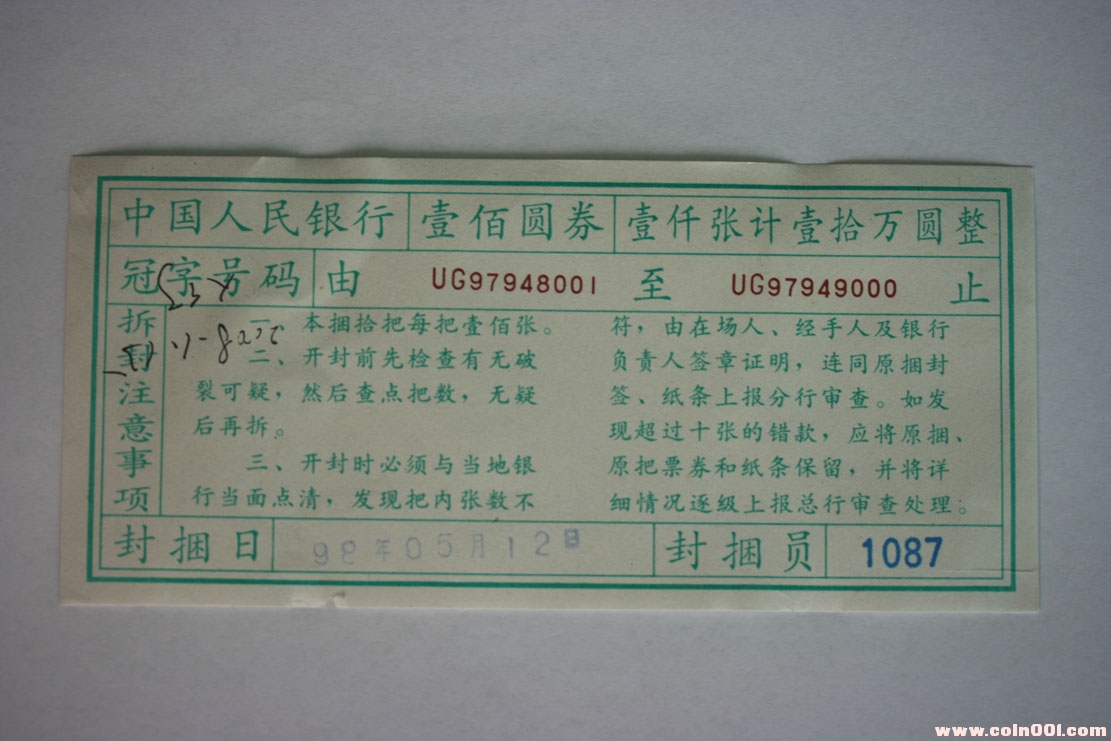 中国人民银行 壹佰圆券 壹仟张计壹拾万圆整
冠字号码 由 UG97948001 至 UG97949000 止
拆封注意事项
一、本捆拾把每把壹佰张。
二、开封前先检查有无破
裂可疑，然后查点把数，无疑
后再拆。
三、开封时必须与当地银
行当面点清，发现把内张数不
符，由在场人、经手人及银行
负责人签章证明，连同原捆封
签、纸条上报分行审查。如发
现超过十张的错款，应将原捆、
原把票券和纸条保留，并将详
细情况逐级上报总行审查处理。
封捆日 98年05月12日 封捆员 1087
www.coin001.com